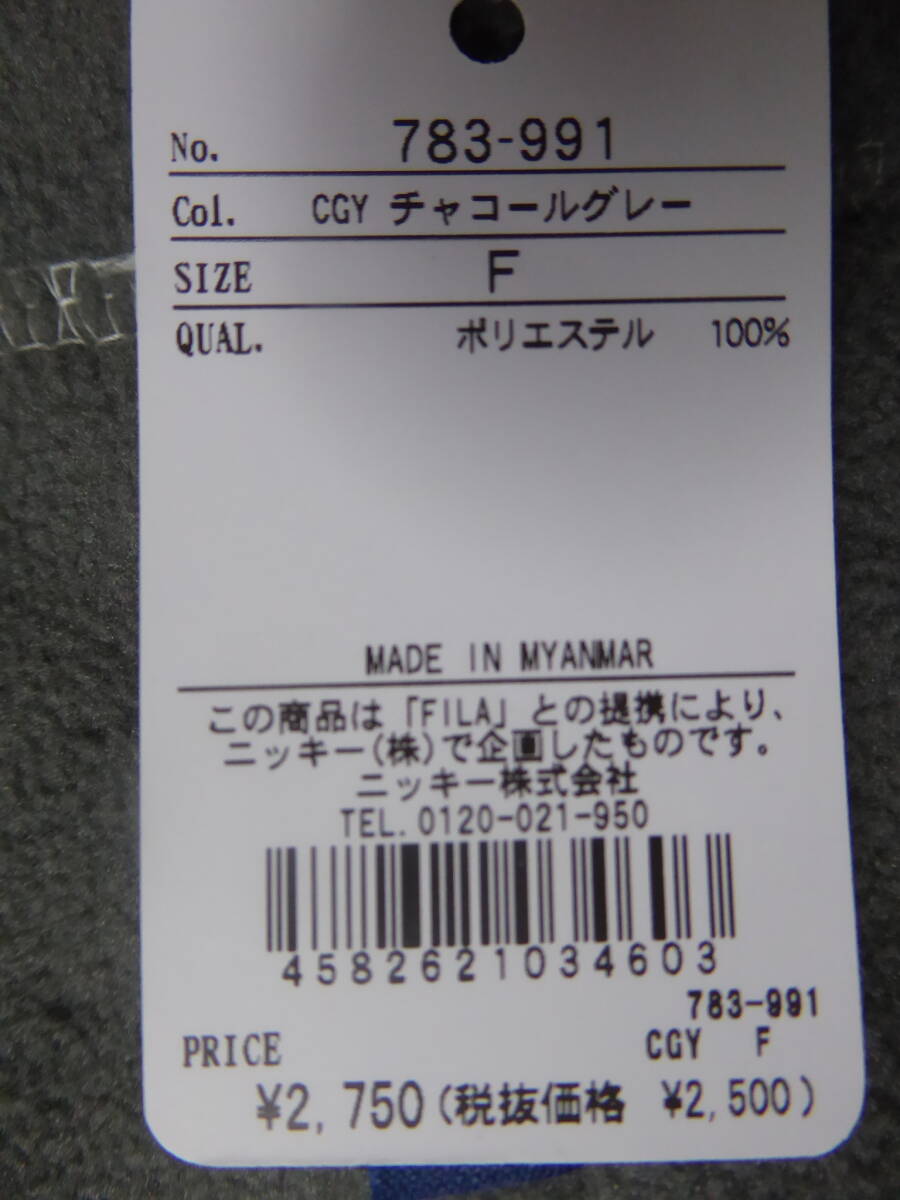 No. 783-991
Col. CGY チャコールグレー
SIZE F
QUAL. ポリエステル 100%
MADE IN MYANMAR
この商品は「FILA」との提携により、
ニッキー(株)で企画したものです。
ニッキー株式会社
TEL.0120-021-950
4582621034603
783-991
PRICE CGY F
¥2,750(税抜価格 ¥2,500)